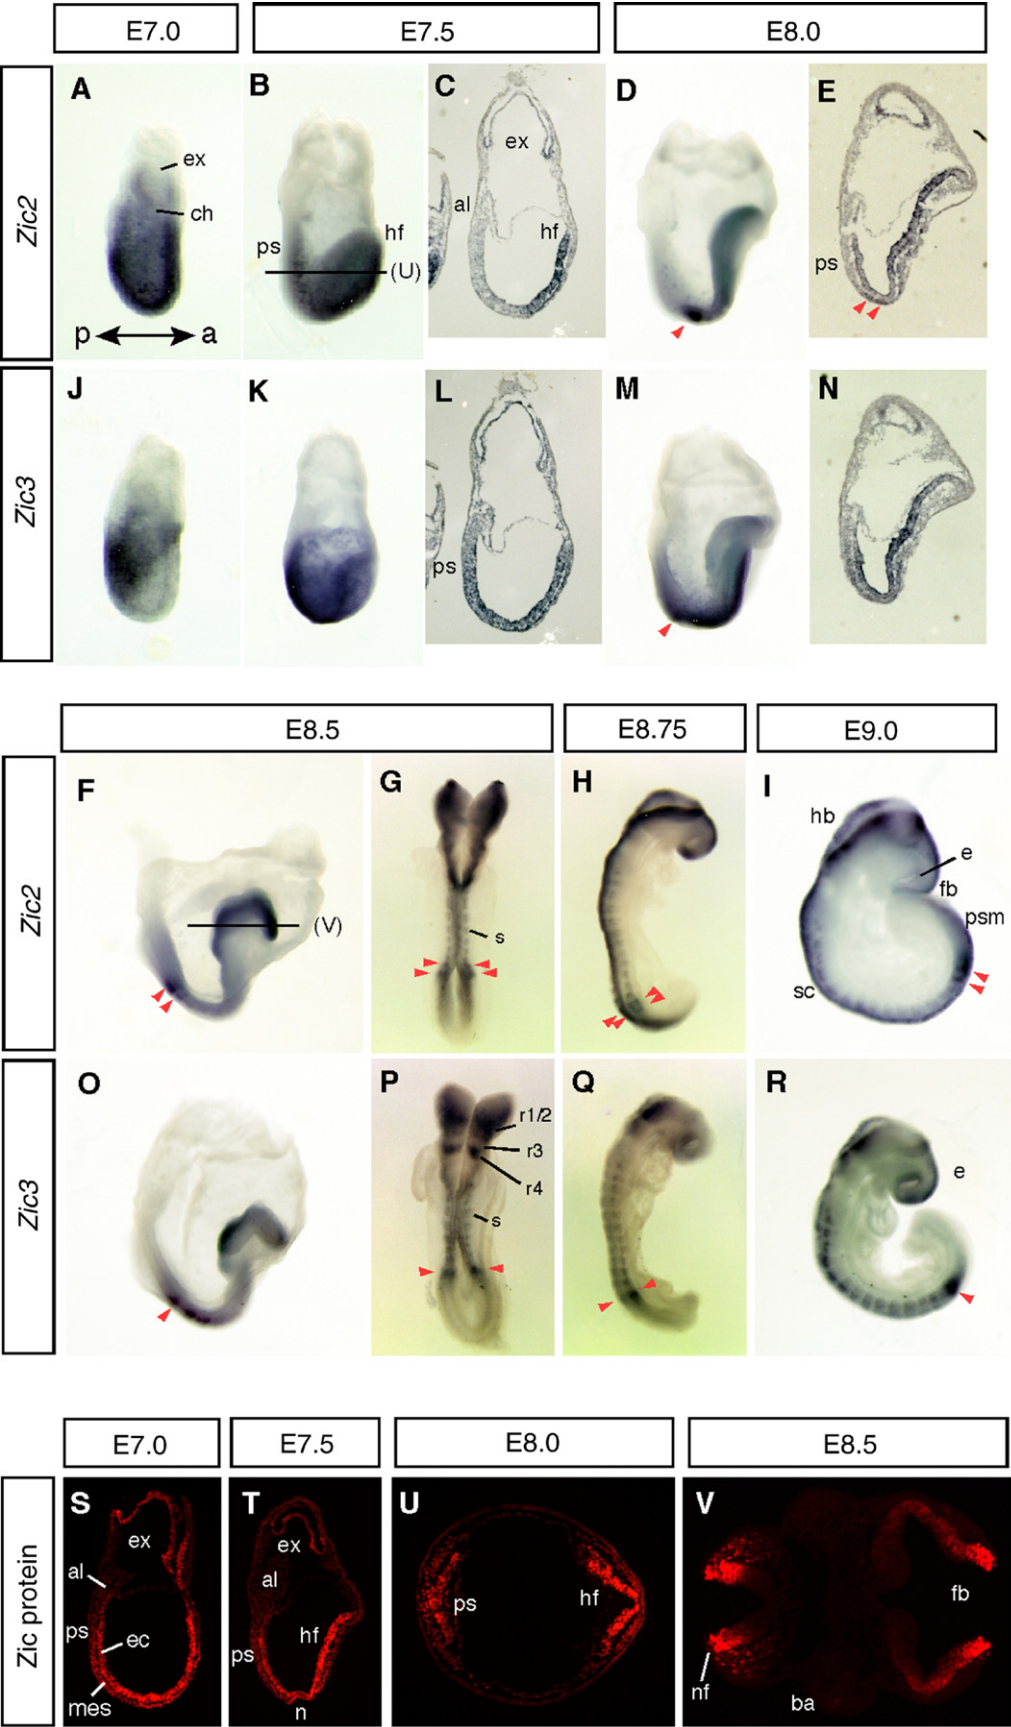 E7.0 E7.5 E8.0
Zic2
A B C D E
ex
ch
p a
ps hf
(U)
ex
al hf
ps
Zic3
J K L M N
ps
E8.5 E8.75 E9.0
Zic2
F G H I
(V)
s
hb
e
fb
psm
sc
Zic3
O P Q R
r1/2
r3
r4
s
e
E7.0 E7.5 E8.0 E8.5
Zic protein
S T U V
ex
al
ps
ec
mes
ex
al
hf
ps
n
ps hf
fb
nf
ba